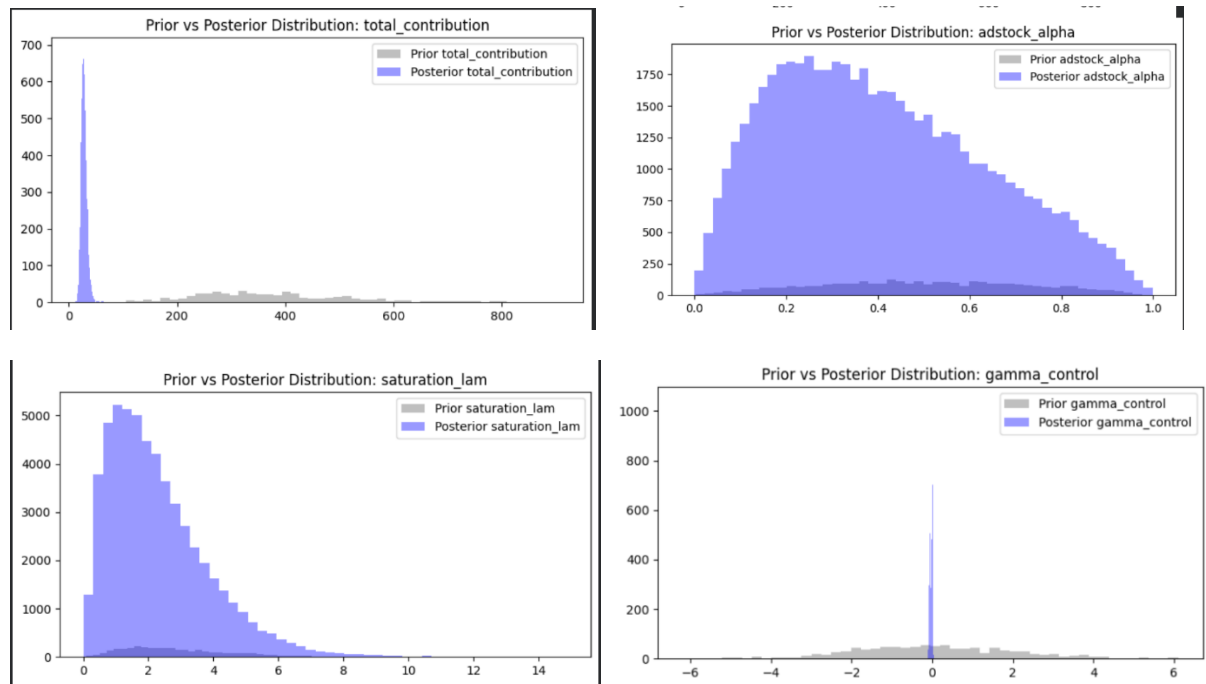 Prior vs Posterior Distribution: total_contribution
Prior total_contribution
Posterior total_contribution
700
600
500
400
300
200
100
0
0 200 400 600 800
Prior vs Posterior Distribution: adstock_alpha
Prior adstock_alpha
Posterior adstock_alpha
1750
1500
1250
1000
750
500
250
0
0.0 0.2 0.4 0.6 0.8 1.0
Prior vs Posterior Distribution: saturation_lam
Prior saturation_lam
Posterior saturation_lam
5000
4000
3000
2000
1000
0
0 2 4 6 8 10 12 14
Prior vs Posterior Distribution: gamma_control
Prior gamma_control
Posterior gamma_control
1000
800
600
400
200
0
−6 −4 −2 0 2 4 6